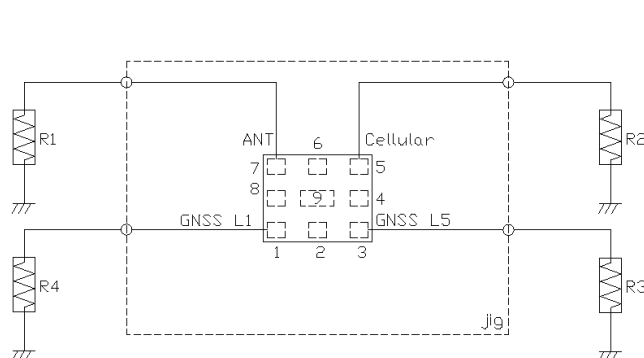 R1
R2
ANT
6
Cellular
7
5
8
9
4
GNSS L1
GNSS L5
1
2
3
R4
R3
jig